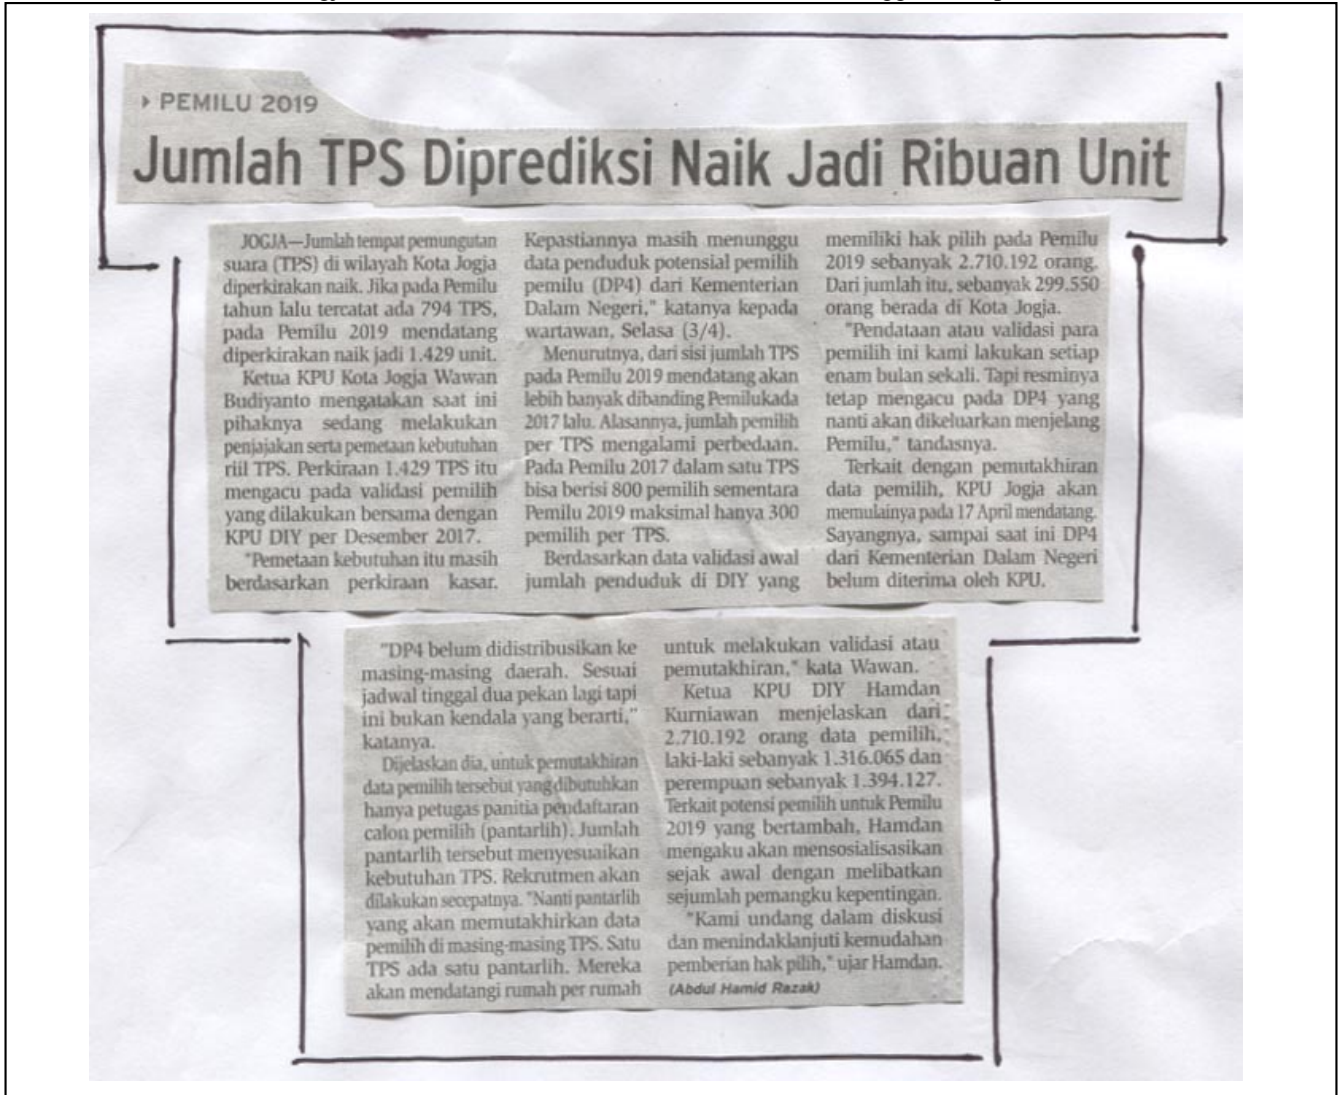 PEMILU 2019
Jumlah TPS Diprediksi Naik Jadi Ribuan Unit
JOGJA—Jumlah tempat pemungutan
suara (TPS) di wilayah Kota Jogja
diperkirakan naik. Jika pada Pemilu
tahun lalu tercatat ada 794 TPS,
pada Pemilu 2019 mendatang
diperkirakan naik jadi 1.429 unit.
Ketua KPU Kota Jogja Wawan
Budiyanto mengatakan saat ini
pihaknya sedang melakukan
penjajakan serta pemetaan kebutuhan
riil TPS. Perkiraan 1.429 TPS itu
mengacu pada validasi pemilih
yang dilakukan bersama dengan
KPU DIY per Desember 2017.
"Pemetaan kebutuhan itu masih
berdasarkan perkiraan kasar.
Kepastiannya masih menunggu
data penduduk potensial pemilih
pemilu (DP4) dari Kementerian
Dalam Negeri," katanya kepada
wartawan, Selasa (3/4).
Menurutnya, dari sisi jumlah TPS
pada Pemilu 2019 mendatang akan
lebih banyak dibanding Pemilukada
2017 lalu. Alasannya, jumlah pemilih
per TPS mengalami perbedaan.
Pada Pemilu 2017 dalam satu TPS
bisa berisi 800 pemilih sementara
Pemilu 2019 maksimal hanya 300
pemilih per TPS.
Berdasarkan data validasi awal
jumlah penduduk di DIY yang
memiliki hak pilih pada Pemilu
2019 sebanyak 2.710.192 orang.
Dari jumlah itu, sebanyak 299.550
orang berada di Kota Jogja.
"Pendataan atau validasi para
pemilih ini kami lakukan setiap
enam bulan sekali. Tapi resminya
tetap mengacu pada DP4 yang
nanti akan dikeluarkan menjelang
Pemilu," tandasnya.
Terkait dengan pemutakhiran
data pemilih, KPU Jogja akan
memulainya pada 17 April mendatang.
Sayangnya, sampai saat ini DP4
dari Kementerian Dalam Negeri
belum diterima oleh KPU.
"DP4 belum didistribusikan ke
masing-masing daerah. Sesuai
jadwal tinggal dua pekan lagi tapi
ini bukan kendala yang berarti,"
katanya.
Dijelaskan dia, untuk pemutakhiran
data pemilih tersebut yang dibutuhkan
hanya petugas panitia pendaftaran
calon pemilih (pantarlih). Jumlah
pantarlih tersebut menyesuaikan
kebutuhan TPS. Rekrutmen akan
dilakukan secepatnya. "Nanti pantarlih
yang akan memutakhirkan data
pemilih di masing-masing TPS. Satu
TPS ada satu pantarlih. Mereka
akan mendatangi rumah per rumah
untuk melakukan validasi atau
pemutakhiran," kata Wawan.
Ketua KPU DIY Hamdan
Kurniawan menjelaskan dari
2.710.192 orang data pemilih,
laki-laki sebanyak 1.316.065 dan
perempuan sebanyak 1.394.127.
Terkait potensi pemilih untuk Pemilu
2019 yang bertambah, Hamdan
mengaku akan mensosialisasikan
sejak awal dengan melibatkan
sejumlah pemangku kepentingan.
"Kami undang dalam diskusi
dan menindaklanjuti kemudahan
pemberian hak pilih," ujar Hamdan.
(Abdul Hamid Razak)